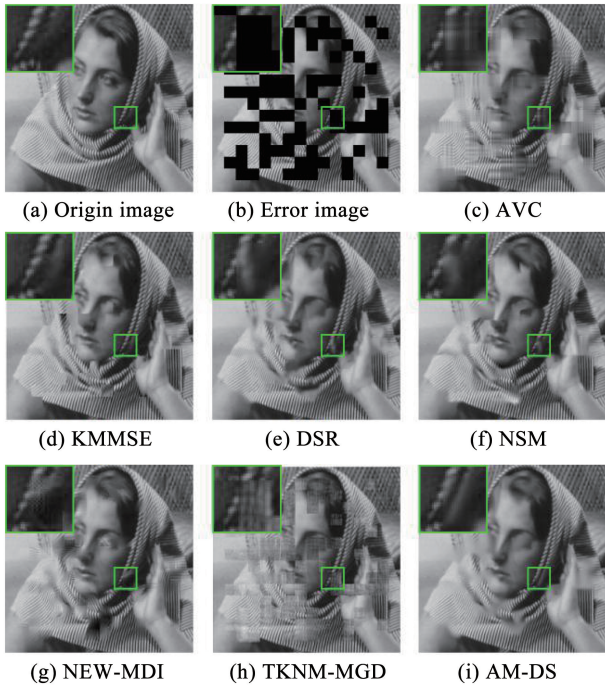 (a) Origin image
(b) Error image
(c) AVC
(d) KMMSE
(e) DSR
(f) NSM
(g) NEW-MDI
(h) TKNM-MGD
(i) AM-DS